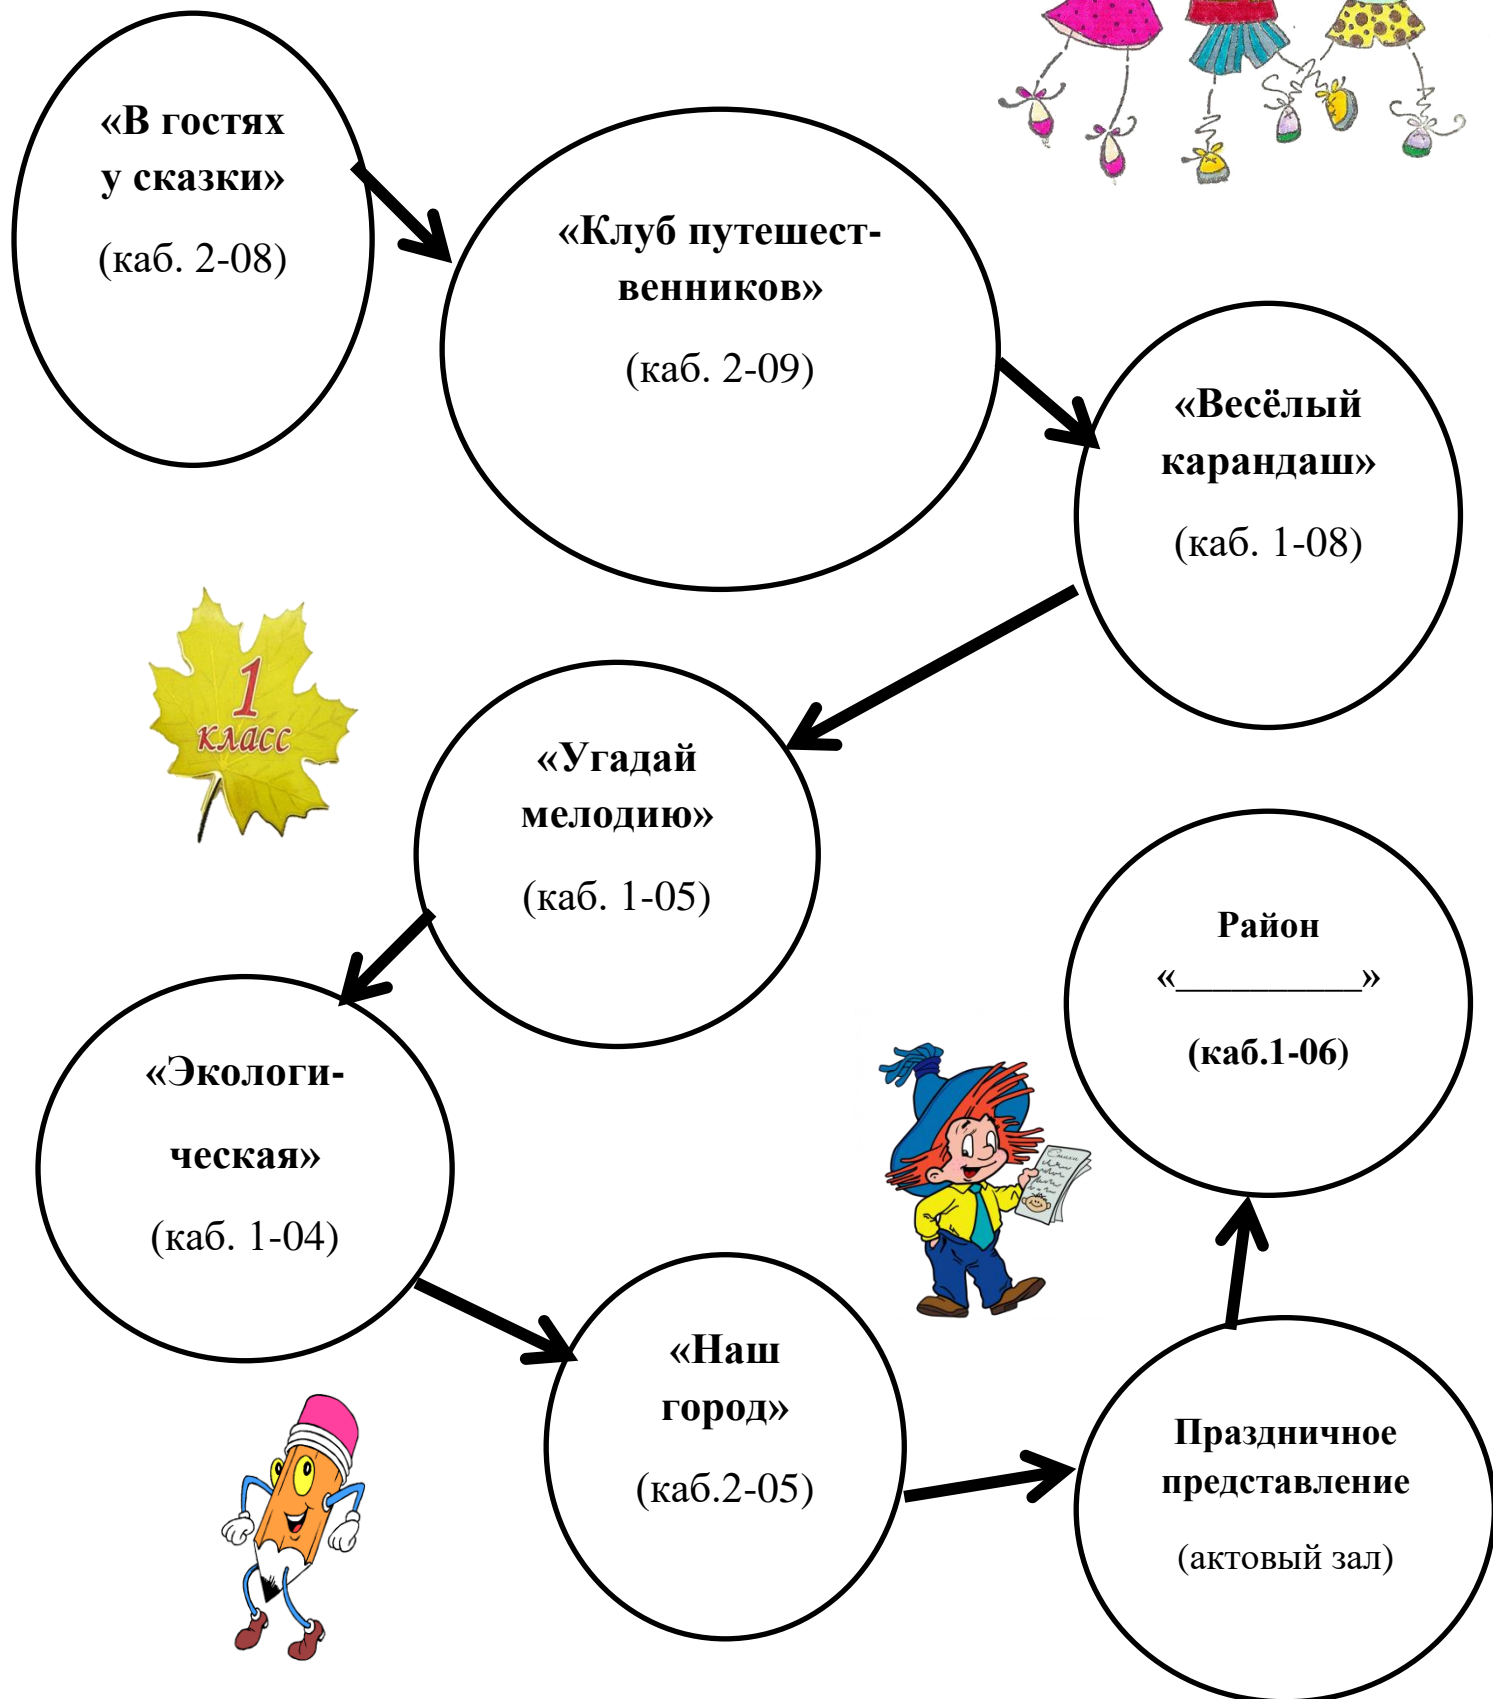 «В гостях
у сказки»
(каб. 2-08)
«Клуб путешест-
венников»
(каб. 2-09)
«Весёлый
карандаш»
(каб. 1-08)
1
класс
«Угадай
мелодию»
(каб. 1-05)
«Экологи-
ческая»
(каб. 1-04)
«Наш
город»
(каб.2-05)
Праздничное
представление
(актовый зал)
Район
«__________»
(каб.1-06)